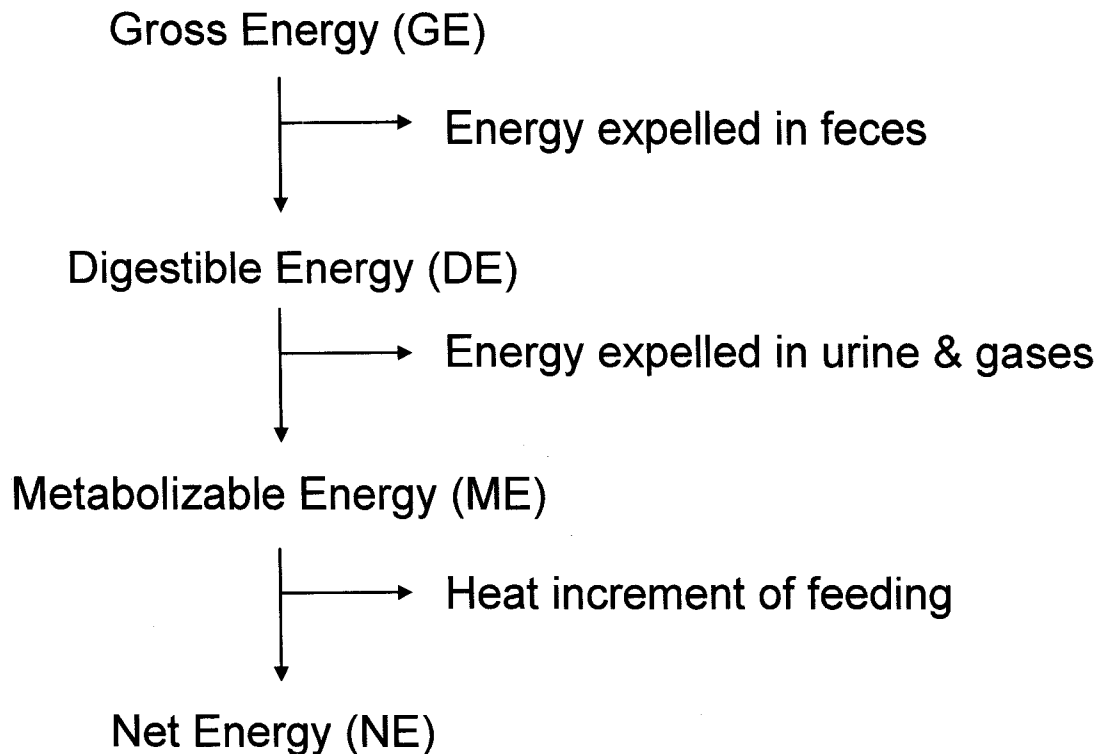 Gross Energy (GE)
Energy expelled in feces
Digestible Energy (DE)
Energy expelled in urine & gases
Metabolizable Energy (ME)
Heat increment of feeding
Net Energy (NE)